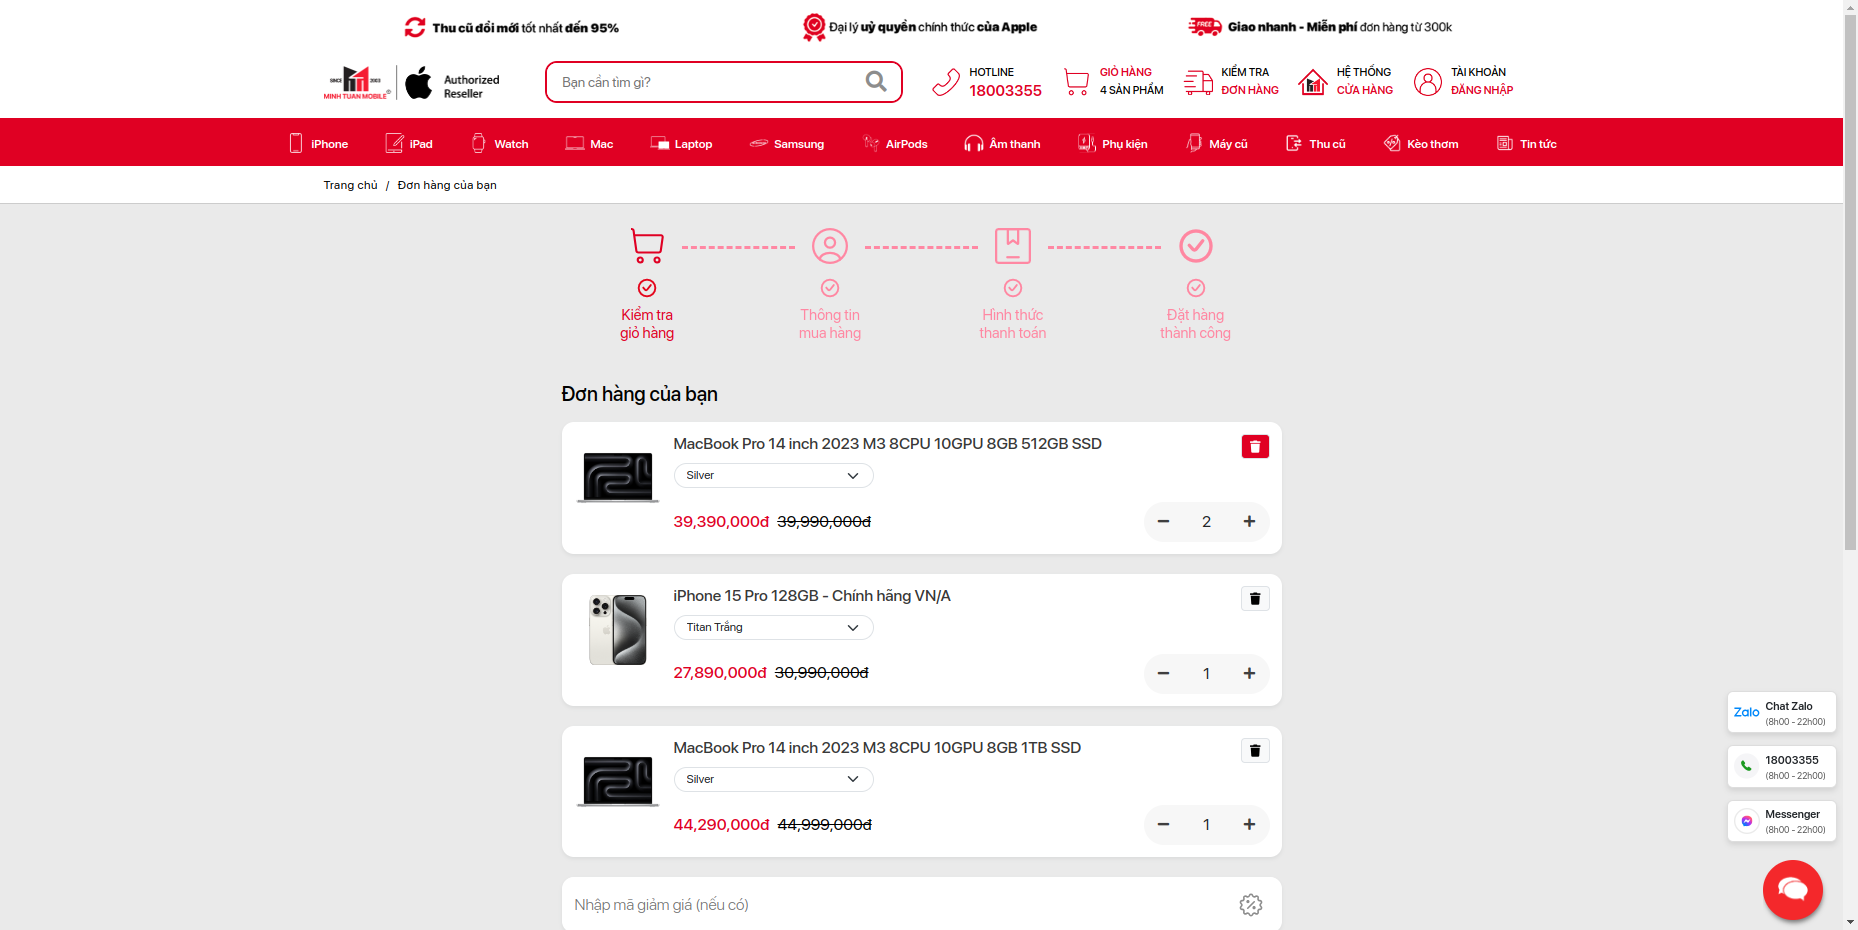 Thu cũ đổi mới tốt nhất đến 95%
Đại lý uỷ quyền chính thức của Apple
FREE
Giao nhanh - Miễn phí đơn hàng từ 300k
SINCE 2003
MINH TUAN MOBILE®
Authorized
Reseller
Bạn cần tìm gì?
HOTLINE
18003355
GIỎ HÀNG
4 SẢN PHẨM
KIỂM TRA
ĐƠN HÀNG
HỆ THỐNG
CỬA HÀNG
TÀI KHOẢN
ĐĂNG NHẬP
iPhone
iPad
Watch
Mac
Laptop
Samsung
AirPods
Âm thanh
Phụ kiện
Máy cũ
Thu cũ
Kèo thơm
Tin tức
Trang chủ / Đơn hàng của bạn
Kiểm tra
giỏ hàng
Thông tin
mua hàng
Hình thức
thanh toán
Đặt hàng
thành công
Đơn hàng của bạn
MacBook Pro 14 inch 2023 M3 8CPU 10GPU 8GB 512GB SSD
Silver
39,390,000đ 39,990,000đ
− 2 +
iPhone 15 Pro 128GB - Chính hãng VN/A
Titan Trắng
27,890,000đ 30,990,000đ
− 1 +
MacBook Pro 14 inch 2023 M3 8CPU 10GPU 8GB 1TB SSD
Silver
44,290,000đ 44,999,000đ
− 1 +
Nhập mã giảm giá (nếu có)
Zalo
Chat Zalo
(8h00 - 22h00)
18003355
(8h00 - 22h00)
Messenger
(8h00 - 22h00)